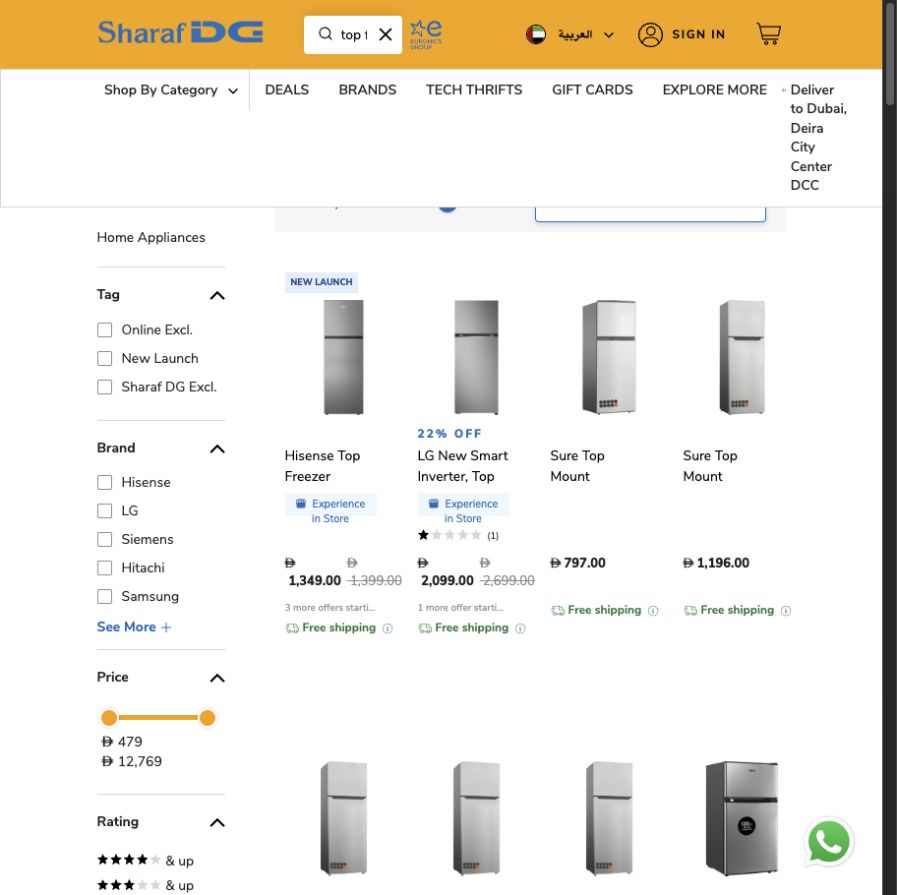 Sharaf DG
top f
EURONICS
GROUP
العربية
SIGN IN
Shop By Category
DEALS
BRANDS
TECH THRIFTS
GIFT CARDS
EXPLORE MORE
Deliver
to Dubai,
Deira
City
Center
DCC
Home Appliances
Tag
Online Excl.
New Launch
Sharaf DG Excl.
Brand
Hisense
LG
Siemens
Hitachi
Samsung
See More +
Price
479
12,769
Rating
& up
& up
NEW LAUNCH
Hisense Top
Freezer
Experience
in Store
1,349.00 1,399.00
3 more offers starti...
Free shipping
22% OFF
LG New Smart
Inverter, Top
Experience
in Store
(1)
2,099.00 2,699.00
1 more offer starti...
Free shipping
Sure Top
Mount
797.00
Free shipping
Sure Top
Mount
1,196.00
Free shipping